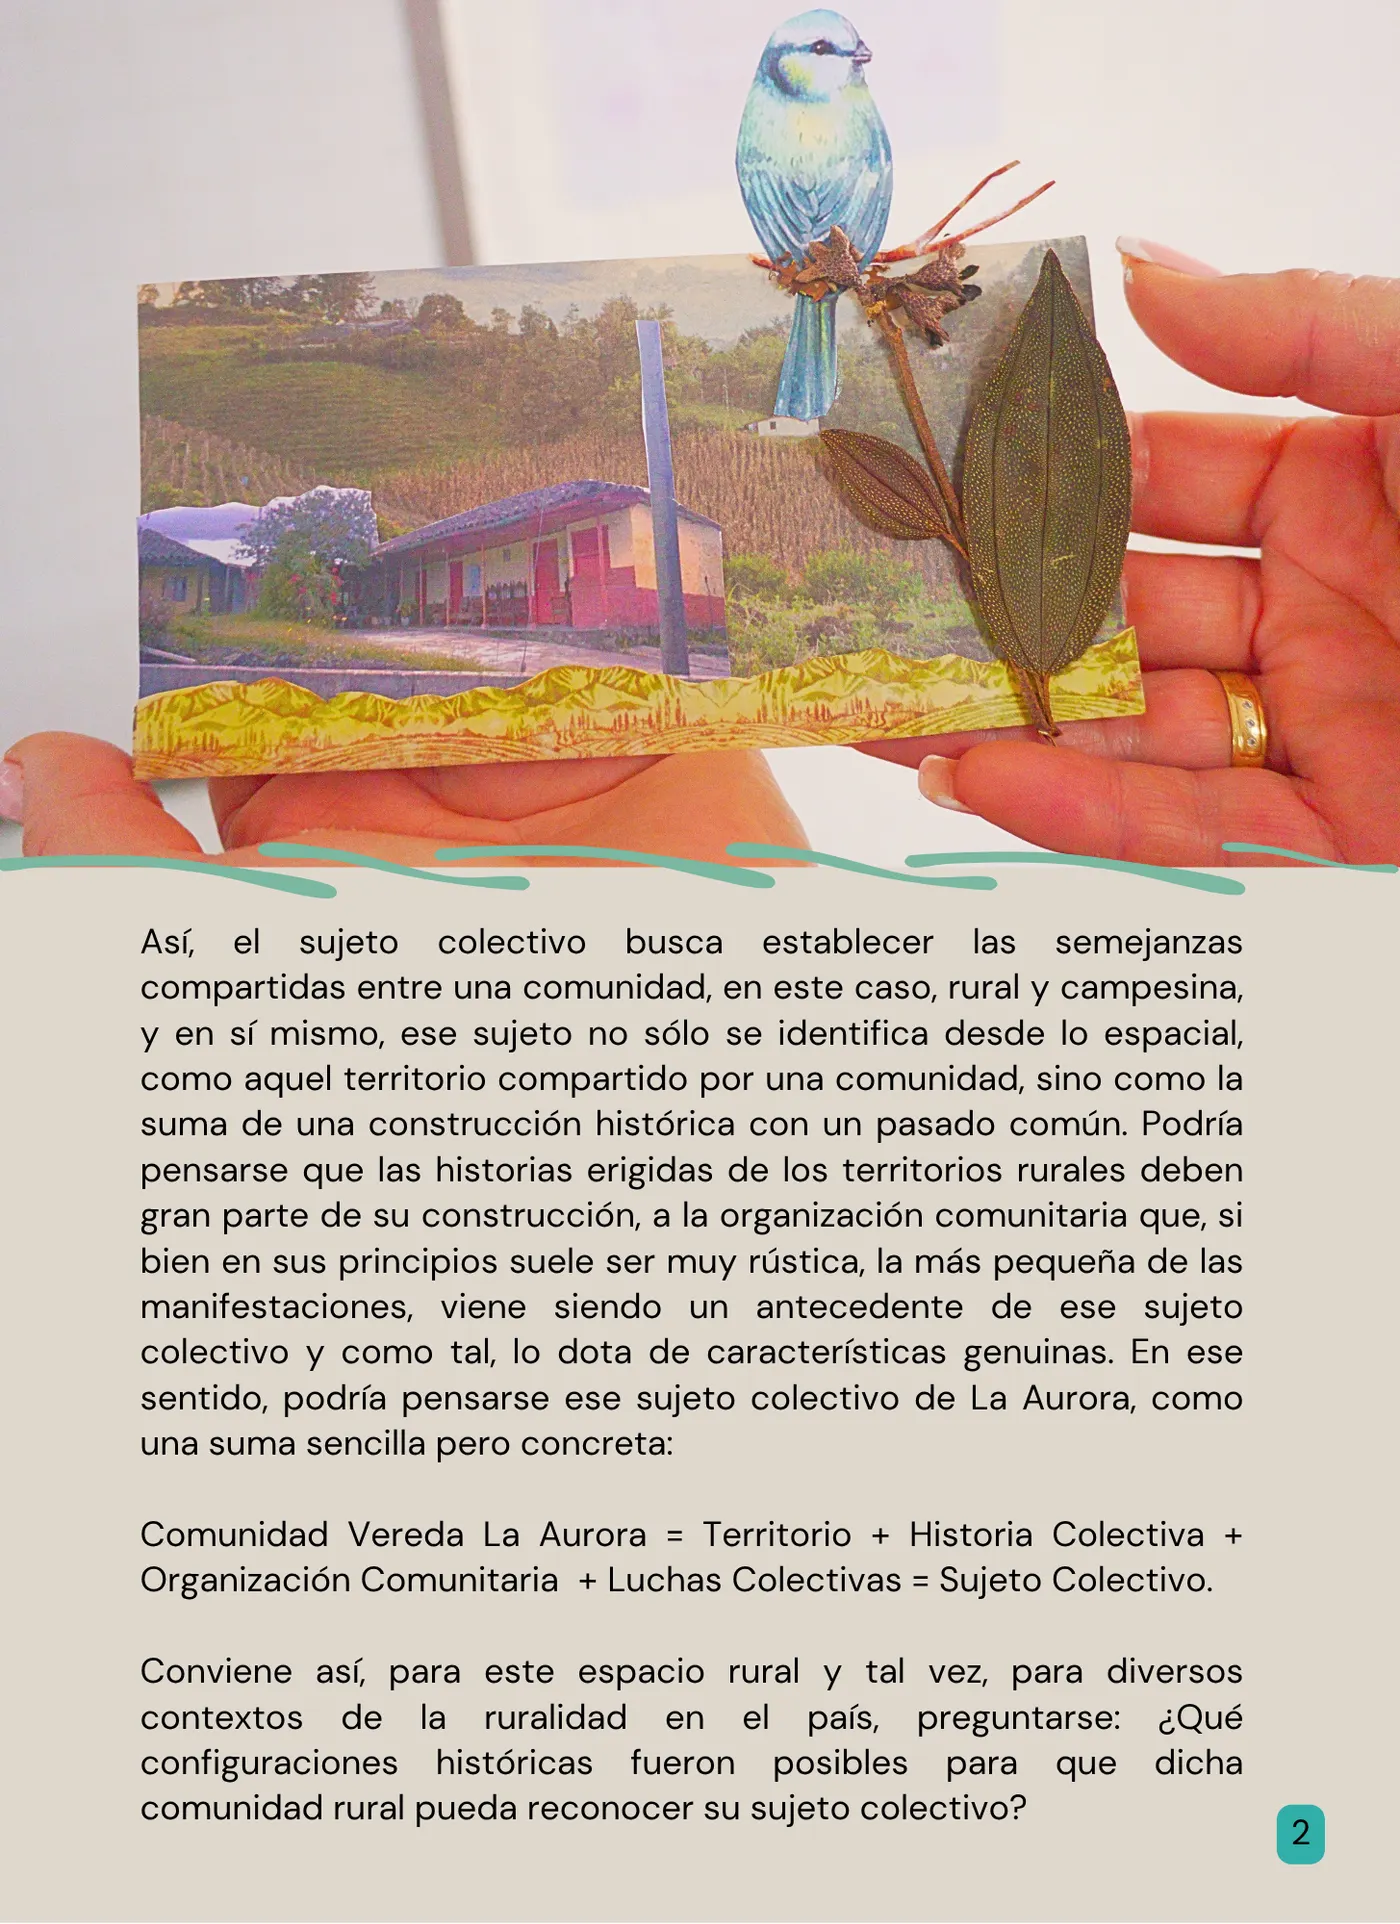 Así, el sujeto colectivo busca establecer las semejanzas
compartidas entre una comunidad, en este caso, rural y campesina,
y en sí mismo, ese sujeto no sólo se identifica desde lo espacial,
como aquel territorio compartido por una comunidad, sino como la
suma de una construcción histórica con un pasado común. Podría
pensarse que las historias erigidas de los territorios rurales deben
gran parte de su construcción, a la organización comunitaria que, si
bien en sus principios suele ser muy rústica, la más pequeña de las
manifestaciones, viene siendo un antecedente de ese sujeto
colectivo y como tal, lo dota de características genuinas. En ese
sentido, podría pensarse ese sujeto colectivo de La Aurora, como
una suma sencilla pero concreta:
Comunidad Vereda La Aurora = Territorio + Historia Colectiva +
Organización Comunitaria + Luchas Colectivas = Sujeto Colectivo.
Conviene así, para este espacio rural y tal vez, para diversos
contextos de la ruralidad en el país, preguntarse: ¿Qué
configuraciones históricas fueron posibles para que dicha
comunidad rural pueda reconocer su sujeto colectivo?
2